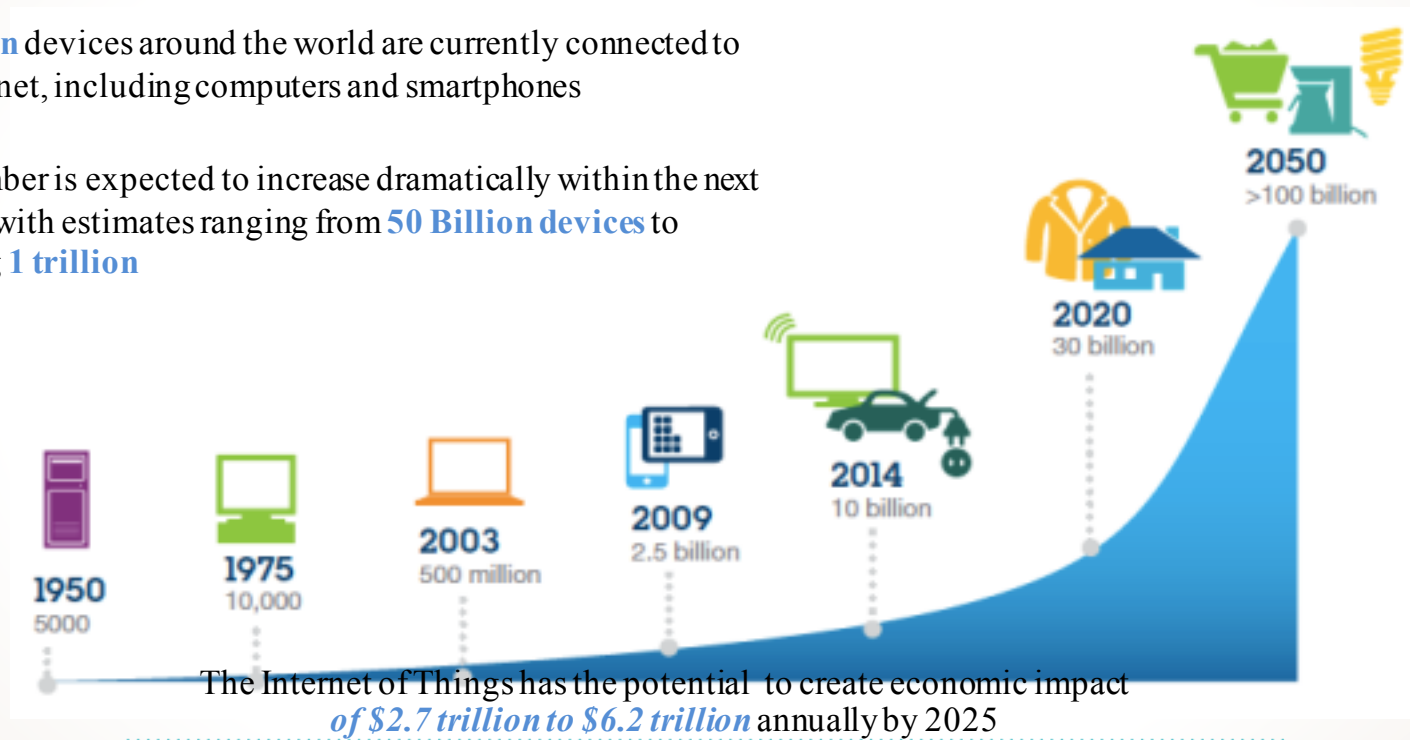 n devices around the world are currently connected to
net, including computers and smartphones
ber is expected to increase dramatically within the next
with estimates ranging from 50 Billion devices to
1 trillion
2050
>100 billion
2020
30 billion
2014
10 billion
2009
2.5 billion
2003
500 million
1975
10,000
1950
5000
The Internet of Things has the potential to create economic impact
of $2.7 trillion to $6.2 trillion annually by 2025